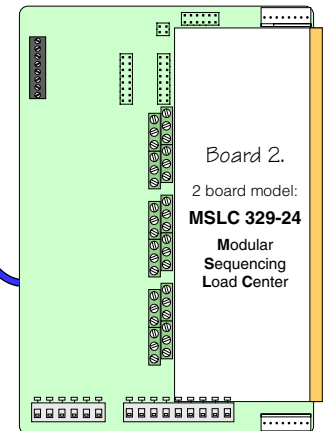 Board 2.
2 board model:
MSLC 329-24
Modular
Sequencing
Load Center